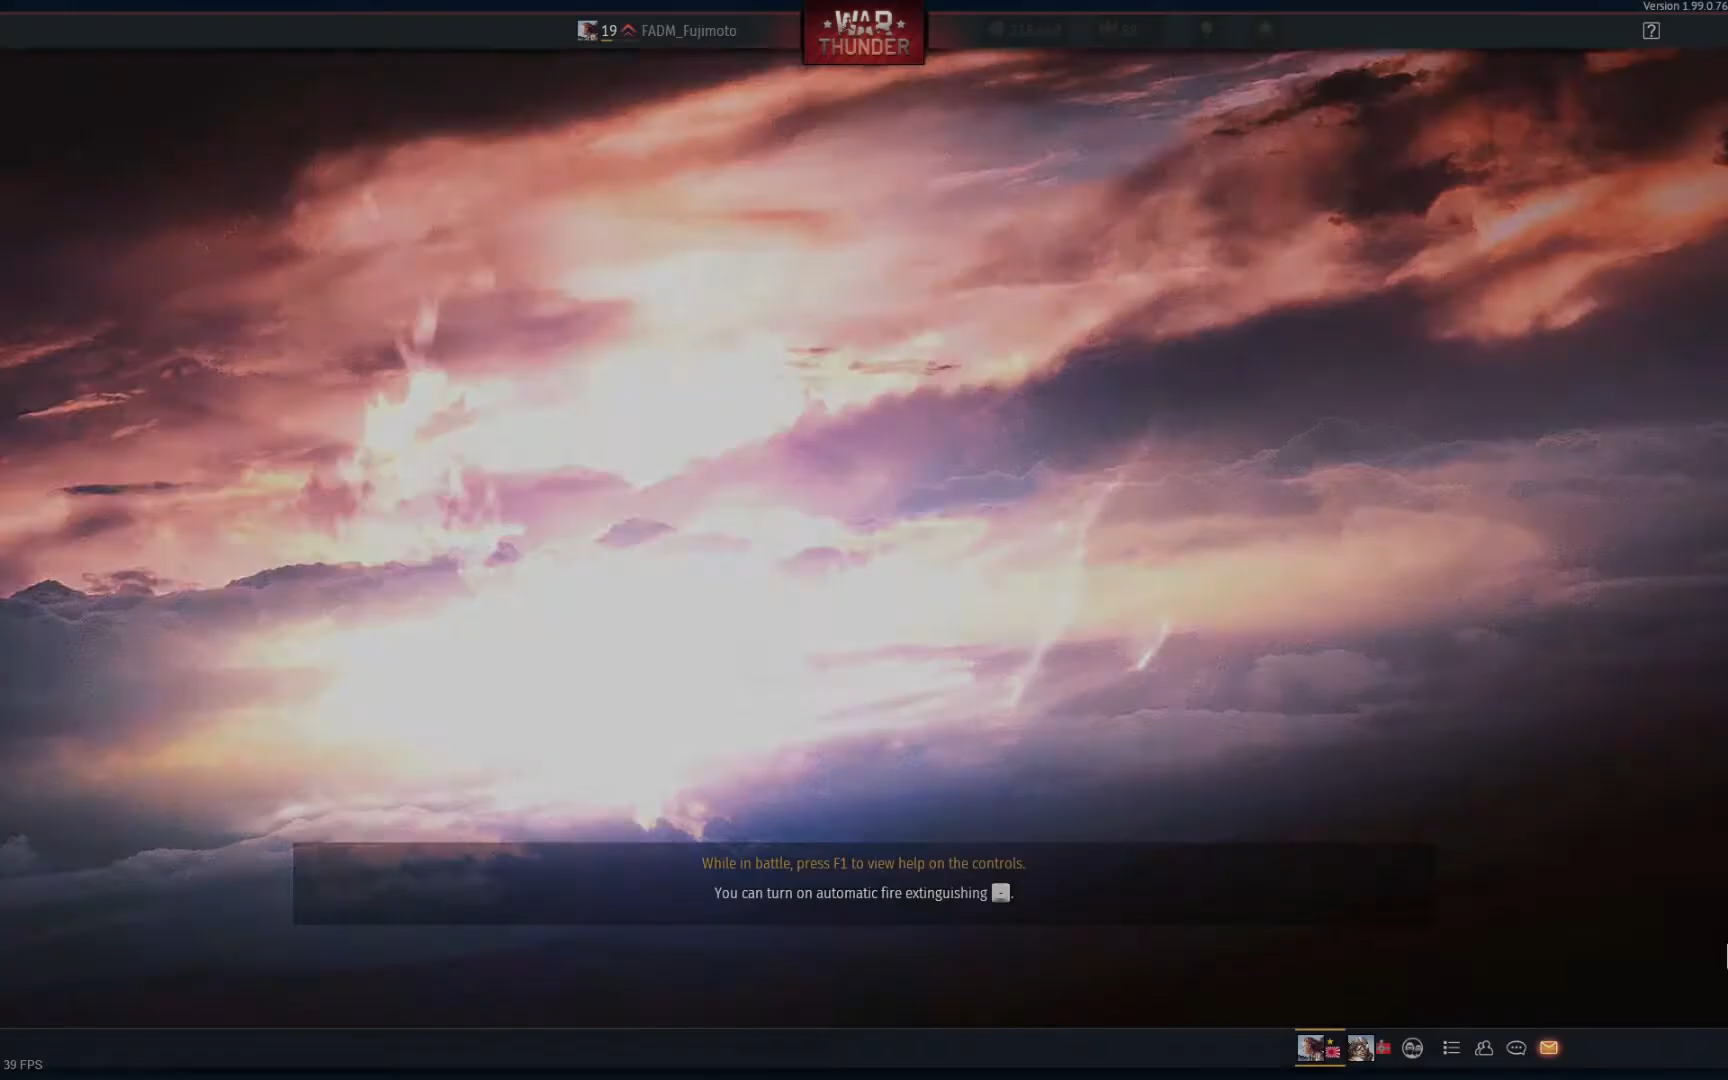 Version 1.99.0.76
19 FADM_Fujimoto
WAR
THUNDER
?
While in battle, press F1 to view help on the controls.
You can turn on automatic fire extinguishing -.
39 FPS